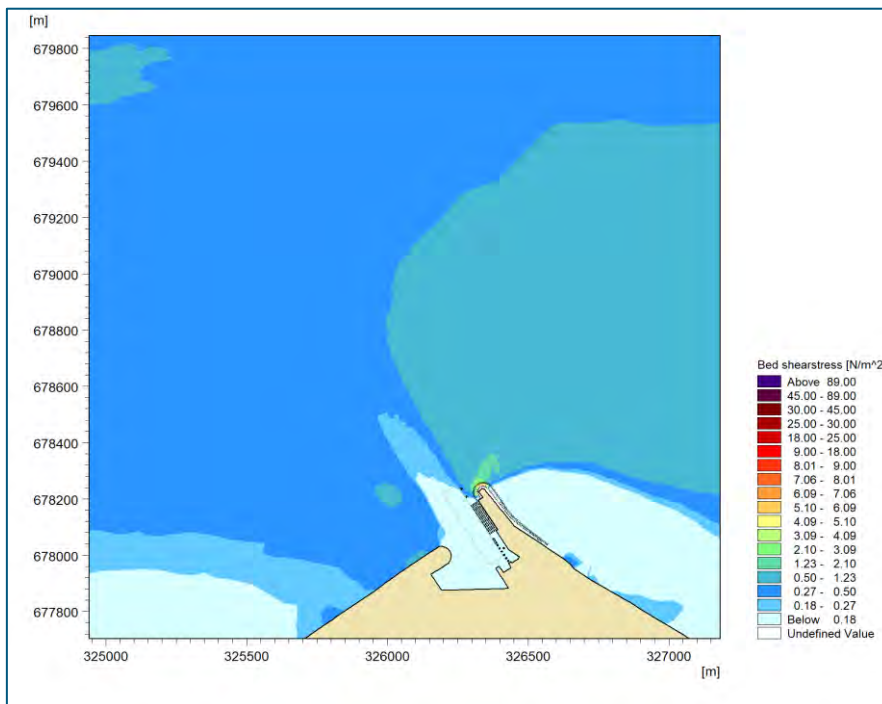 [m]
679800
679600
679400
679200
679000
678800
678600
678400
678200
678000
677800
325000 325500 326000 326500 327000
[m]
Bed shearstress [N/m^2
Above 89.00
45.00 - 89.00
30.00 - 45.00
25.00 - 30.00
18.00 - 25.00
9.00 - 18.00
8.01 - 9.00
7.06 - 8.01
6.09 - 7.06
5.10 - 6.09
4.09 - 5.10
3.09 - 4.09
2.10 - 3.09
1.23 - 2.10
0.50 - 1.23
0.27 - 0.50
0.18 - 0.27
Below 0.18
Undefined Value